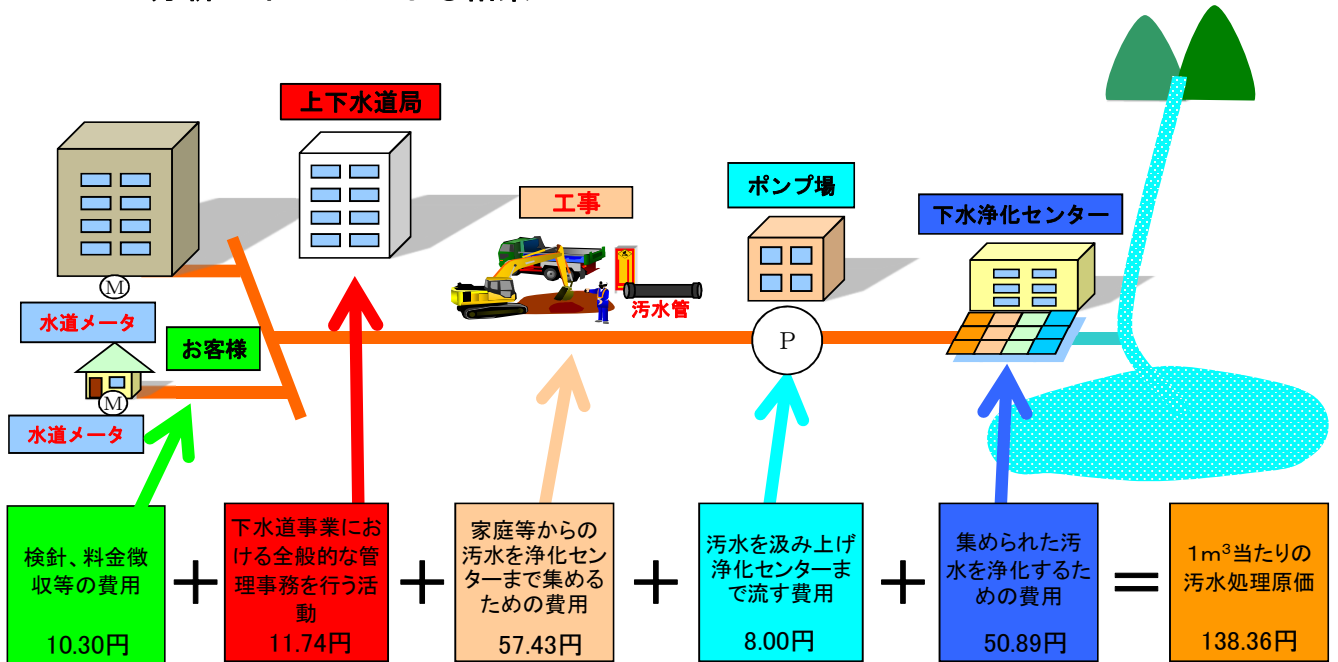 上下水道局
工事
ポンプ場
下水浄化センター
M
水道メータ
お客様
汚水管
P
M
水道メータ
検針、料金徴
収等の費用
10.30円
+
下水道事業にお
ける全般的な管
理事務を行う活
動
11.74円
+
家庭等からの
汚水を浄化セン
ターまで集める
ための費用
57.43円
+
汚水を汲み上げ
浄化センターま
で流す費用
8.00円
+
集められた汚
水を浄化するた
めの費用
50.89円
=
1m³当たりの
汚水処理原価
138.36円